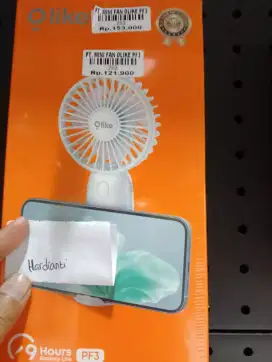 Olike
PT. MINI FAN OLIKE PF3
Rp.153.000
PT. MINI FAN OLIKE PF3
Rp.121.900
Olike
Hardianti
9 Hours
PF3